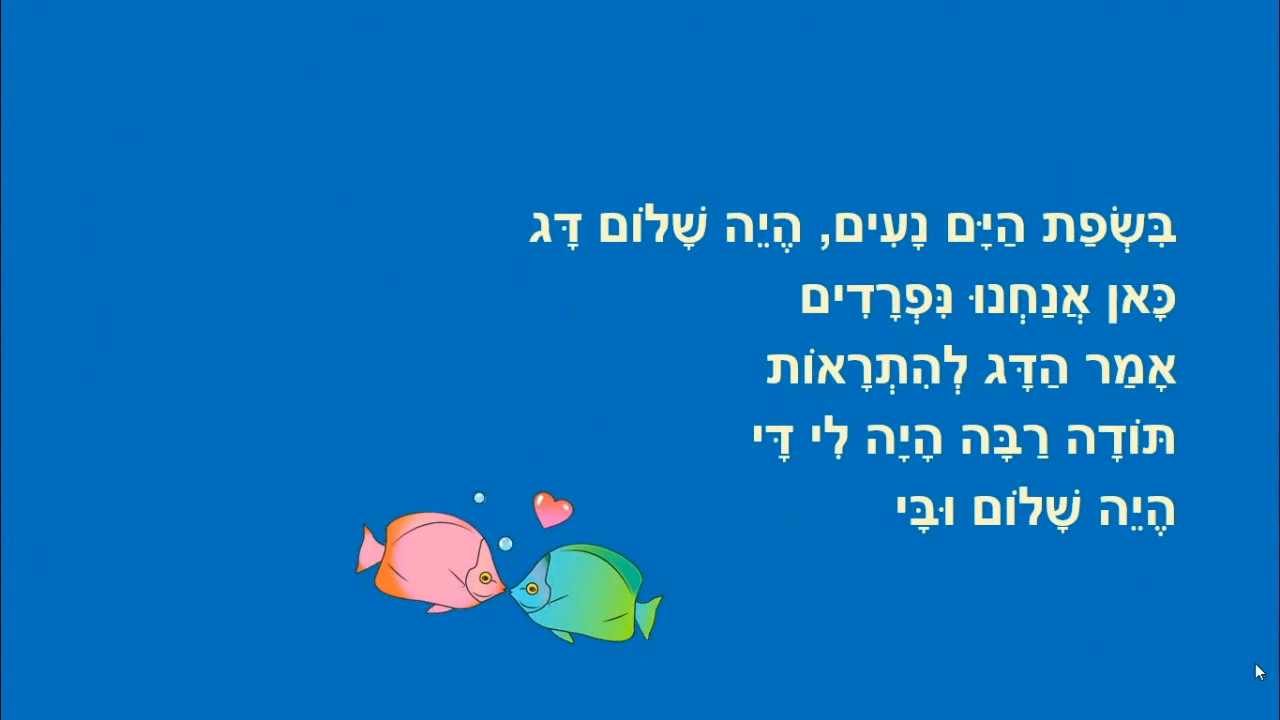 בִּשְׂפַת הַיָּם נָעִים, הֱיֵה שָׁלוֹם דָּג
כָּאן אֲנַחְנוּ נִּפְרָדִים
אָמַר הַדָּג לְהִתְרָאוֹת
תּוֹדָה רַבָּה הָיָה לִי דָּי
הֱיֵה שָׁלוֹם וּבָּי